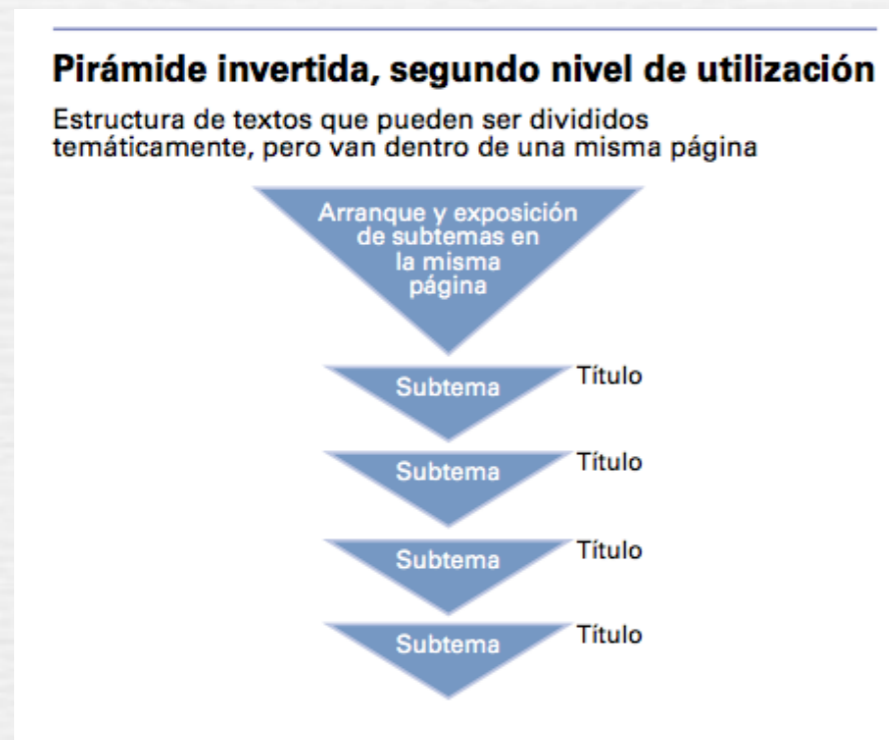 Pirámide invertida, segundo nivel de utilización
Estructura de textos que pueden ser divididos
temáticamente, pero van dentro de una misma página
Arranque y exposición
de subtemas en
la misma
página
Subtema
Título
Subtema
Título
Subtema
Título
Subtema
Título